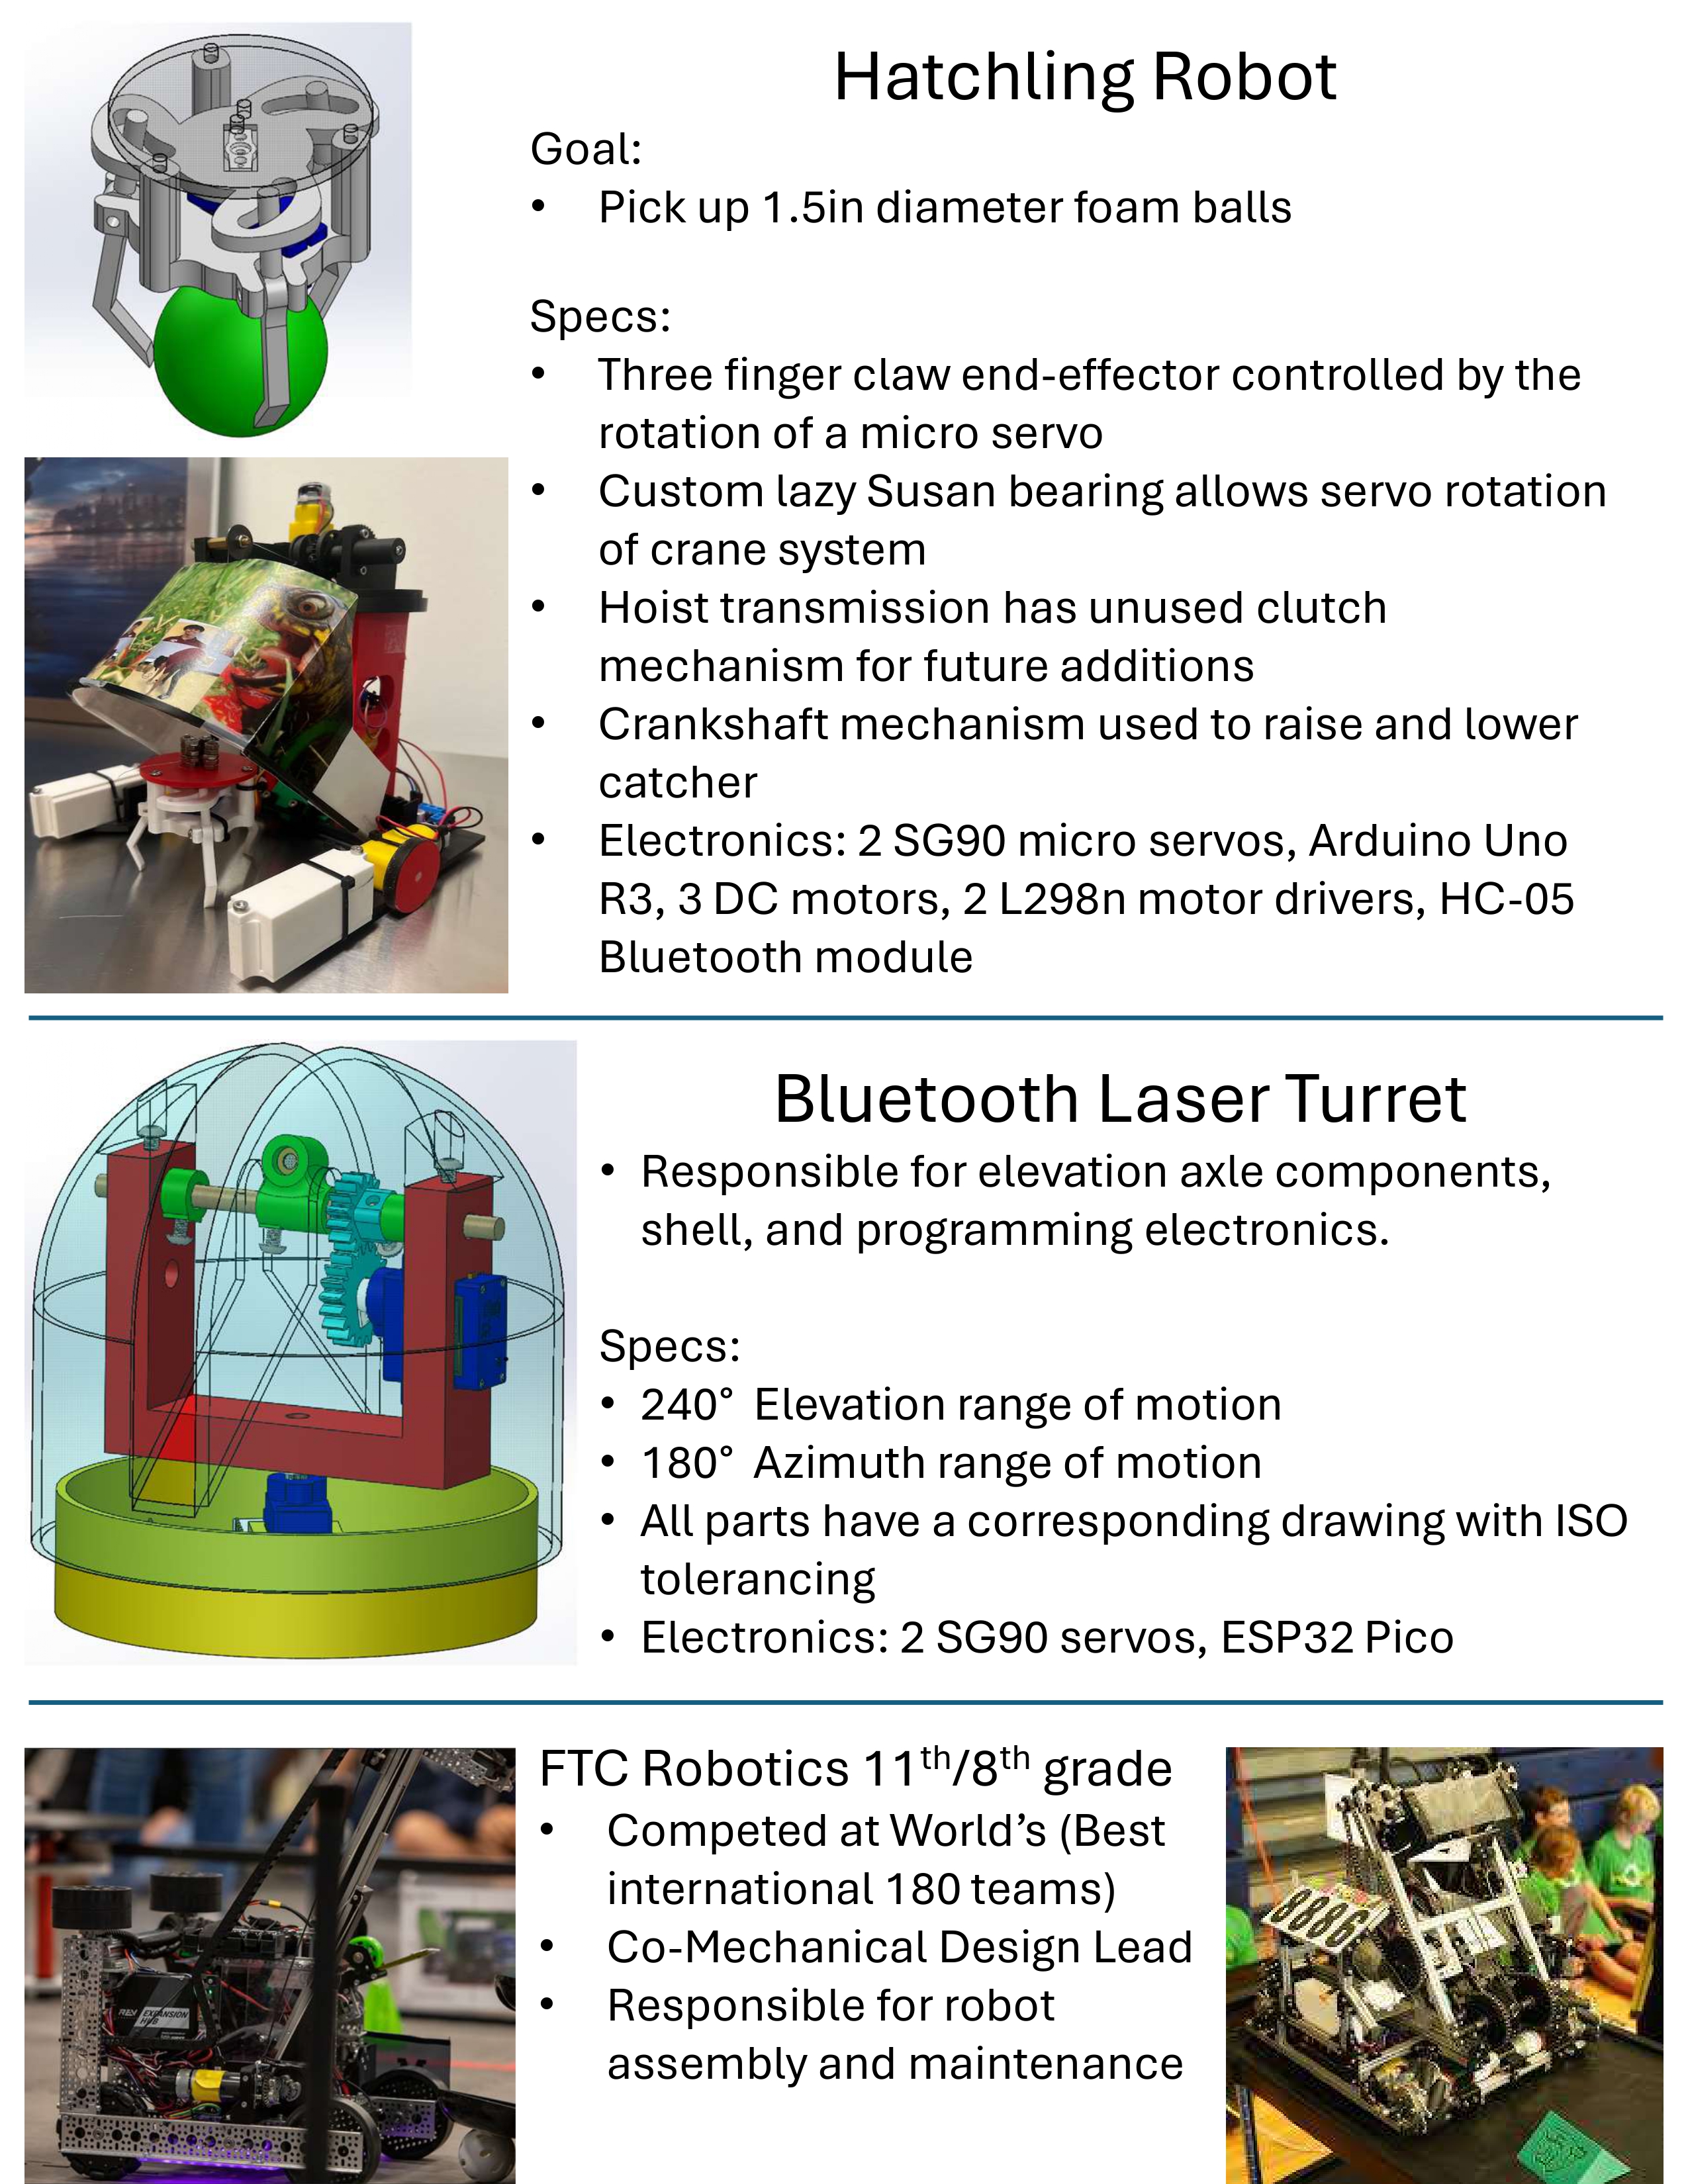 Hatchling Robot
Goal:
• Pick up 1.5in diameter foam balls
Specs:
• Three finger claw end-effector controlled by the
rotation of a micro servo
• Custom lazy Susan bearing allows servo rotation
of crane system
• Hoist transmission has unused clutch
mechanism for future additions
• Crankshaft mechanism used to raise and lower
catcher
• Electronics: 2 SG90 micro servos, Arduino Uno
R3, 3 DC motors, 2 L298n motor drivers, HC-05
Bluetooth module
Bluetooth Laser Turret
• Responsible for elevation axle components,
shell, and programming electronics.
Specs:
• 240° Elevation range of motion
• 180° Azimuth range of motion
• All parts have a corresponding drawing with ISO
tolerancing
• Electronics: 2 SG90 servos, ESP32 Pico
FTC Robotics 11th/8th grade
• Competed at World’s (Best
international 180 teams)
• Co-Mechanical Design Lead
• Responsible for robot
assembly and maintenance
REV EXPANSION
HUB
8886